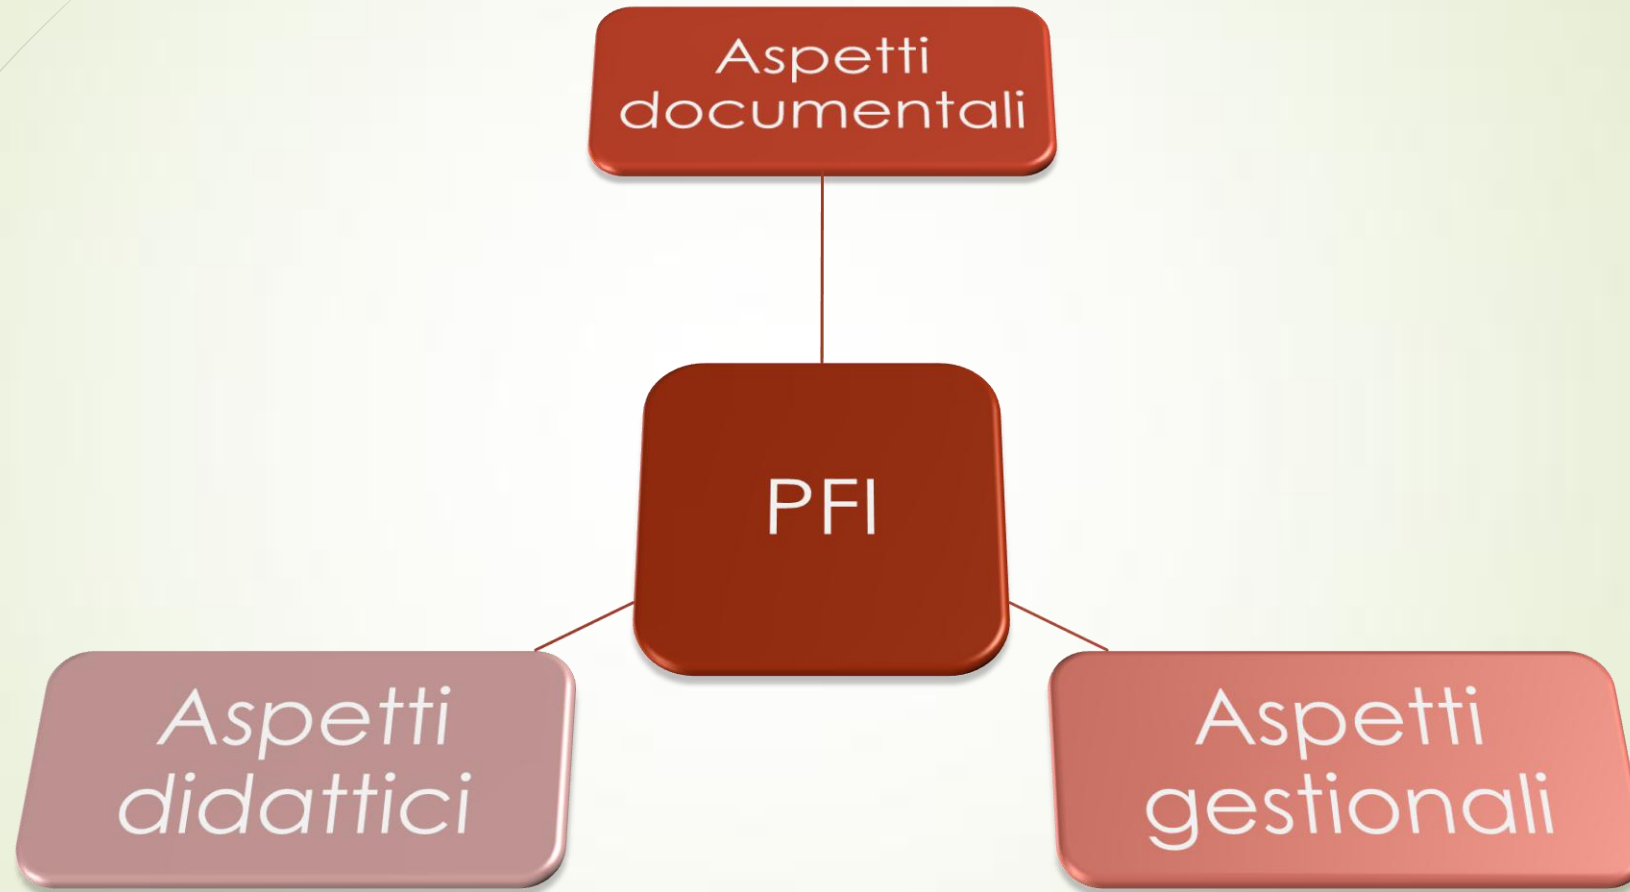 Aspetti
documentali
PFI
Aspetti
didattici
Aspetti
gestionali